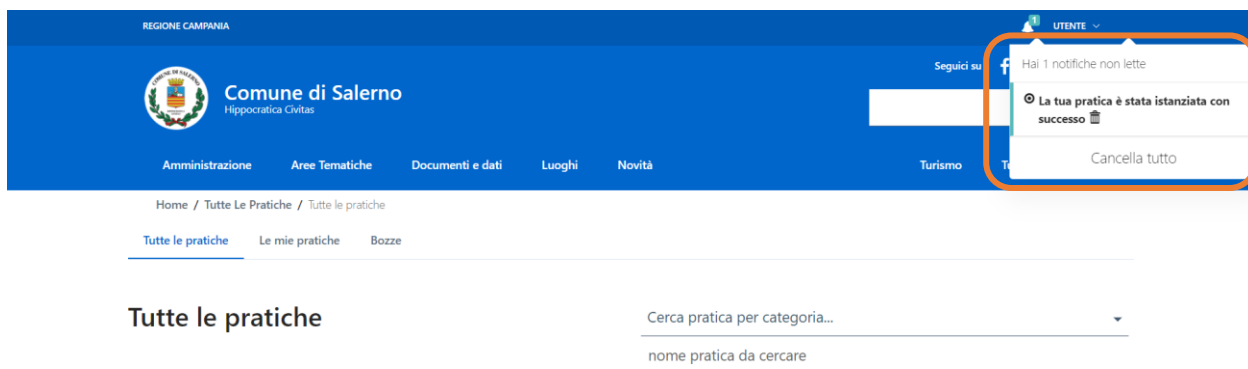 REGIONE CAMPANIA
1
UTENTE
Seguici su
Hai 1 notifiche non lette
Comune di Salerno
Hippocratica Civitas
La tua pratica è stata istanziata con
successo
Cancella tutto
Amministrazione Aree Tematiche Documenti e dati Luoghi Novità Turismo
Home / Tutte Le Pratiche / Tutte le pratiche
Tutte le pratiche Le mie pratiche Bozze
Tutte le pratiche
Cerca pratica per categoria...
nome pratica da cercare